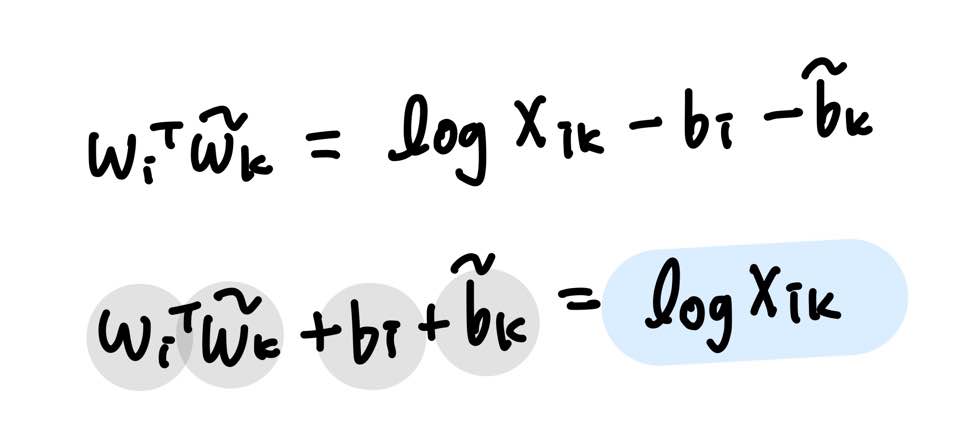 wᵢᵀw̃ₖ = log Xᵢₖ − bᵢ − b̃ₖ
wᵢᵀw̃ₖ + bᵢ + b̃ₖ = log Xᵢₖ